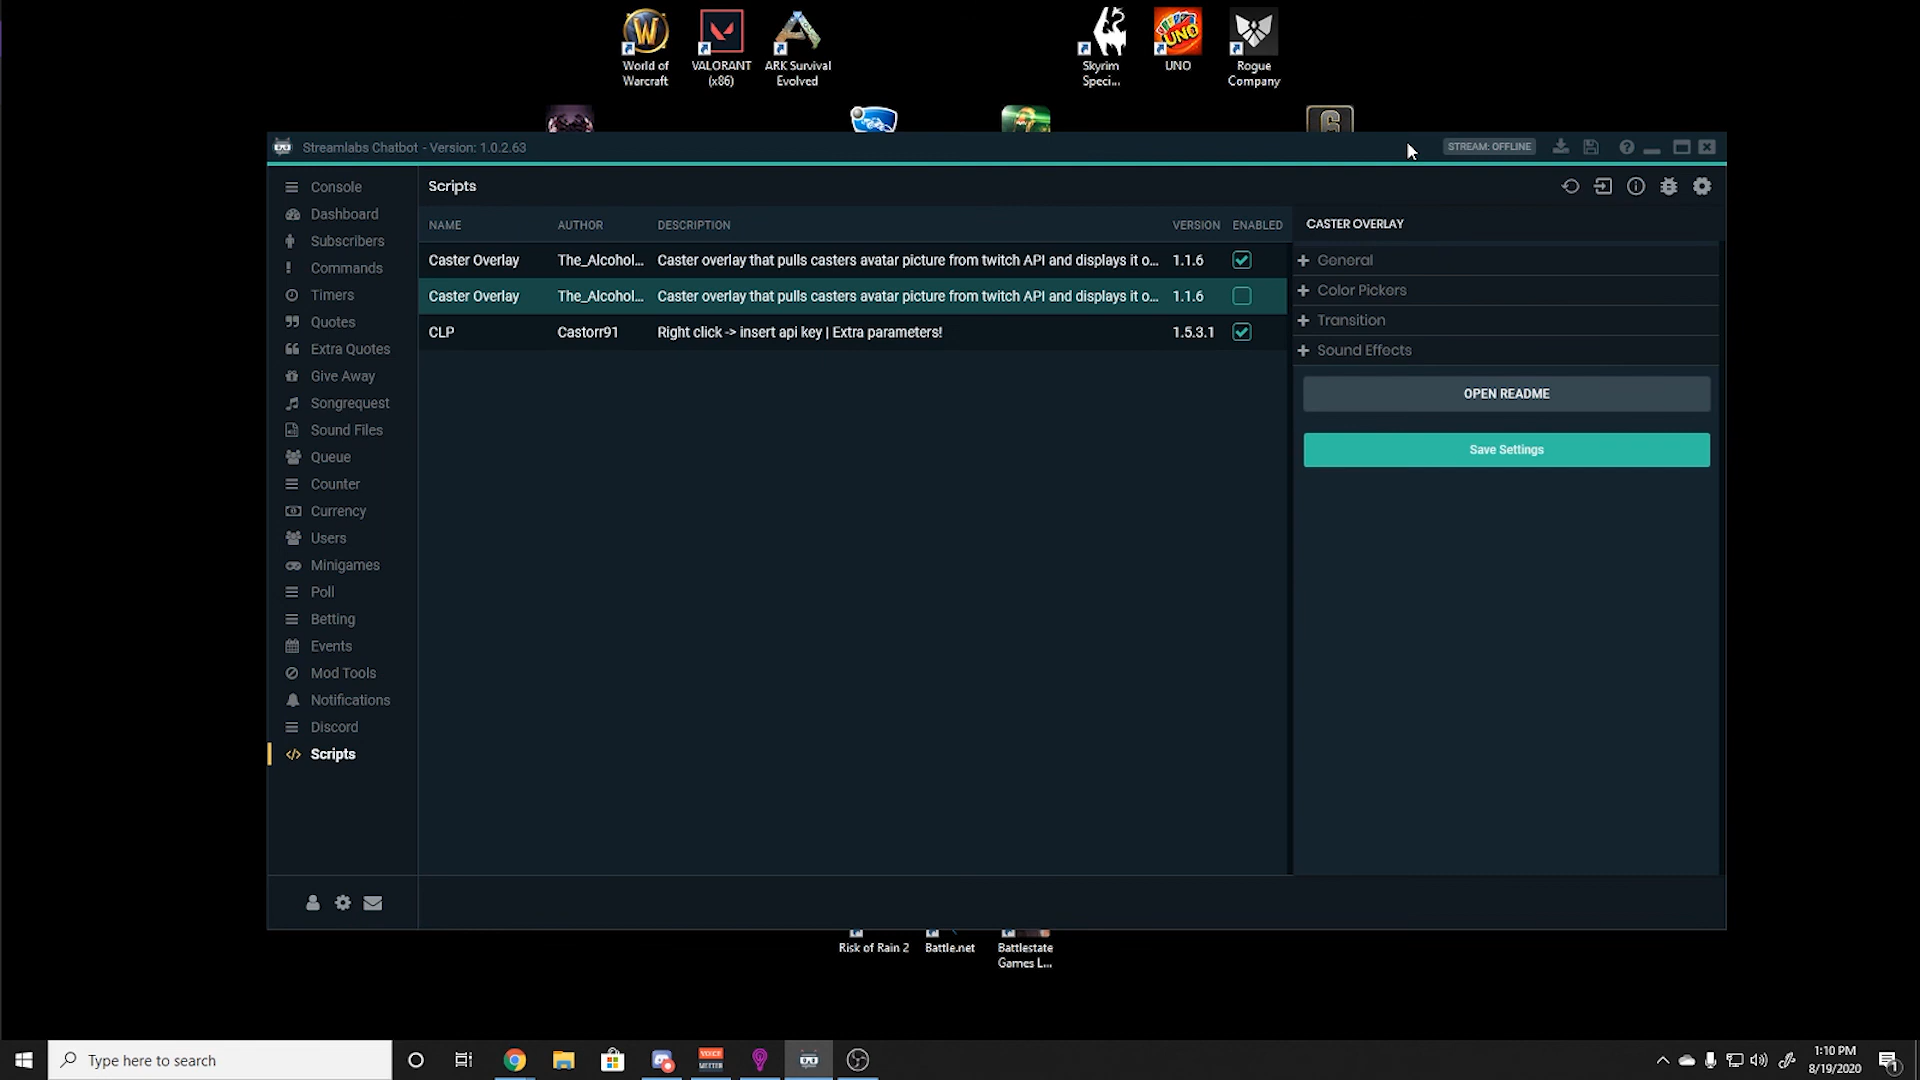 World of
Warcraft
VALORANT
(x86)
ARK Survival
Evolved
Skyrim
Speci...
UNO
Rogue
Company
Streamlabs Chatbot - Version: 1.0.2.63
STREAM: OFFLINE
Console
Dashboard
Subscribers
Commands
Timers
Quotes
Extra Quotes
Give Away
Songrequest
Sound Files
Queue
Counter
Currency
Users
Minigames
Poll
Betting
Events
Mod Tools
Notifications
Discord
Scripts
Scripts
NAME AUTHOR DESCRIPTION VERSION ENABLED
Caster Overlay The_Alcohol... Caster overlay that pulls casters avatar picture from twitch API and displays it o... 1.1.6
Caster Overlay The_Alcohol... Caster overlay that pulls casters avatar picture from twitch API and displays it o... 1.1.6
CLP Castorr91 Right click -> insert api key | Extra parameters! 1.5.3.1
CASTER OVERLAY
+ General
+ Color Pickers
+ Transition
+ Sound Effects
OPEN README
Save Settings
Risk of Rain 2
Battle.net
Battlestate
Games L...
Type here to search
VOICE
MEETER
1:10 PM
8/19/2020
1